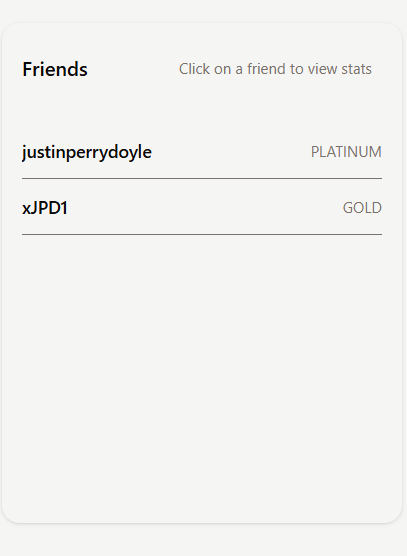 Friends Click on a friend to view stats
justinperrydoyle PLATINUM
xJPD1 GOLD